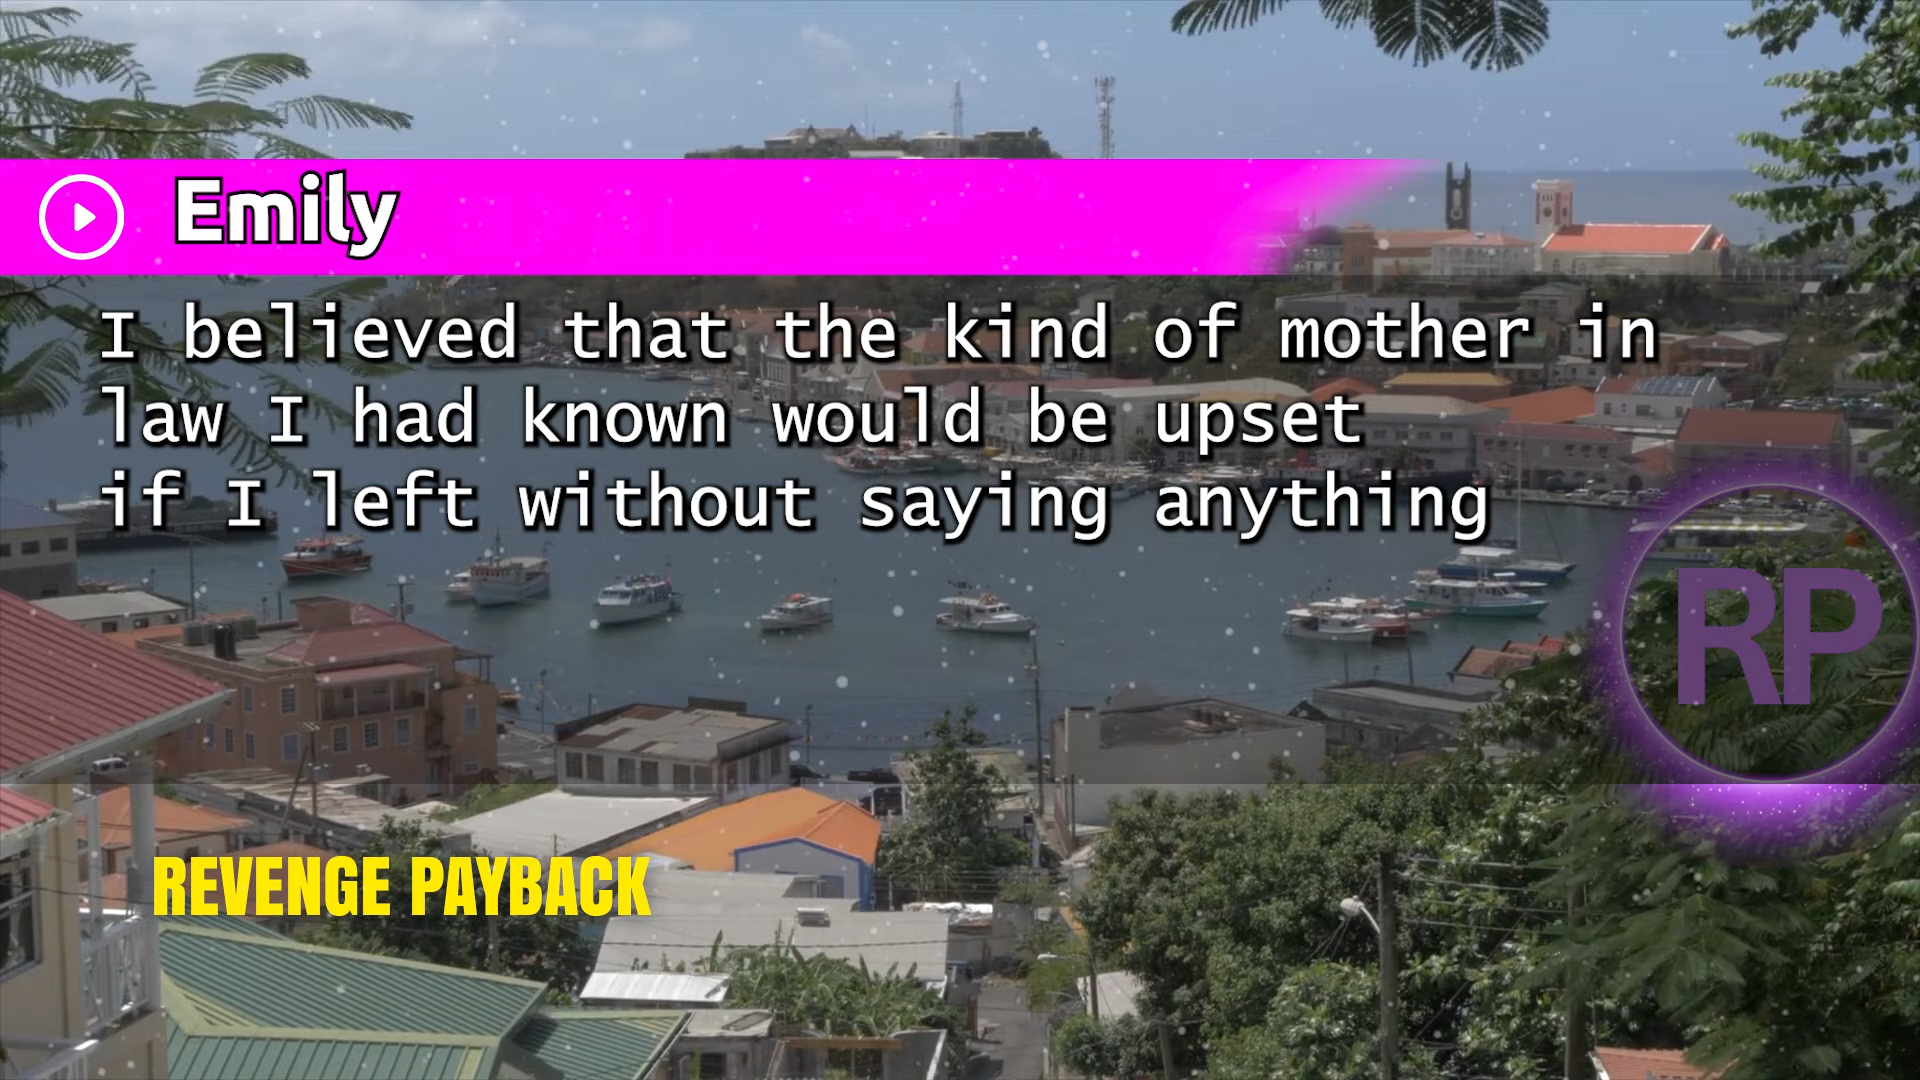 Emily
I believed that the kind of mother in
law I had known would be upset
if I left without saying anything
RP
REVENGE PAYBACK